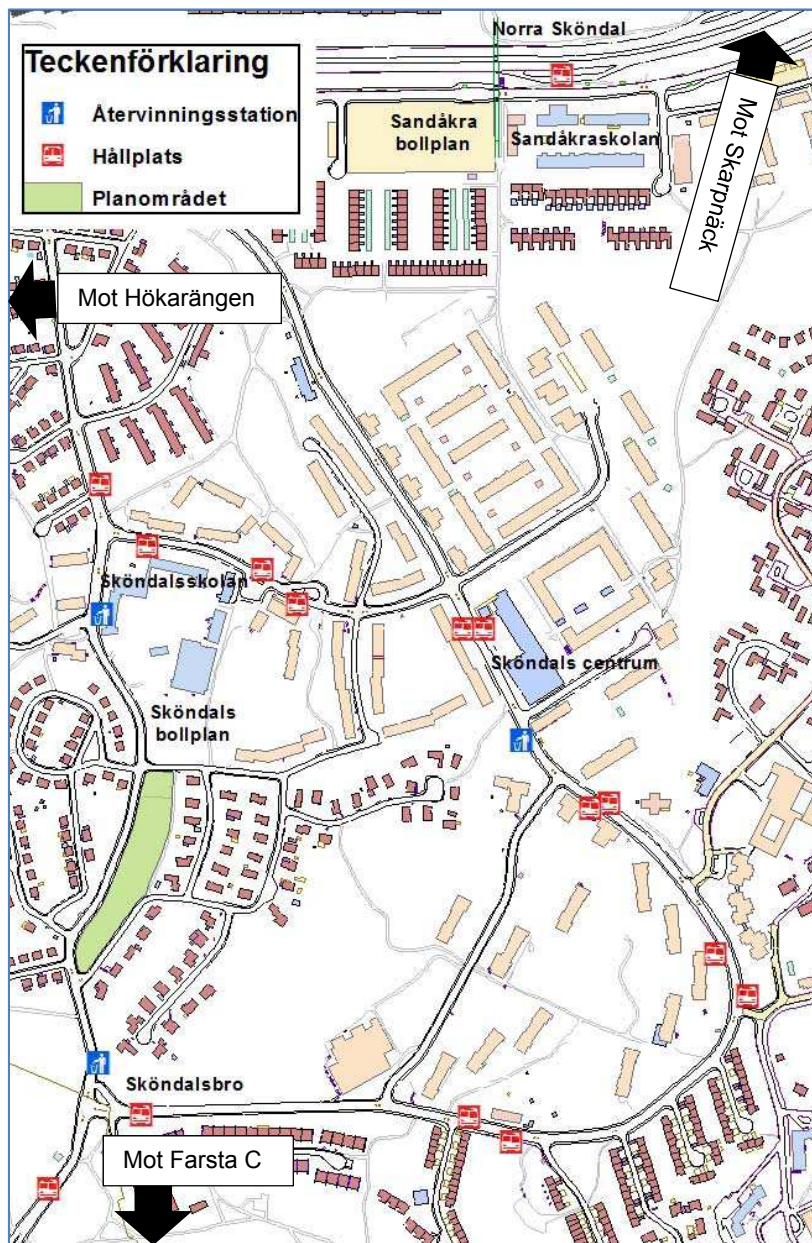 Norra Sköndal
Teckenförklaring
Återvinningsstation
Hållplats
Planområdet
Sandåkra
bollplan
Sandåkraskolan
Mot Skarpnäck
Mot Hökarängen
Sköndalsskolan
Sköndals centrum
Sköndals
bollplan
Sköndalsbro
Mot Farsta C